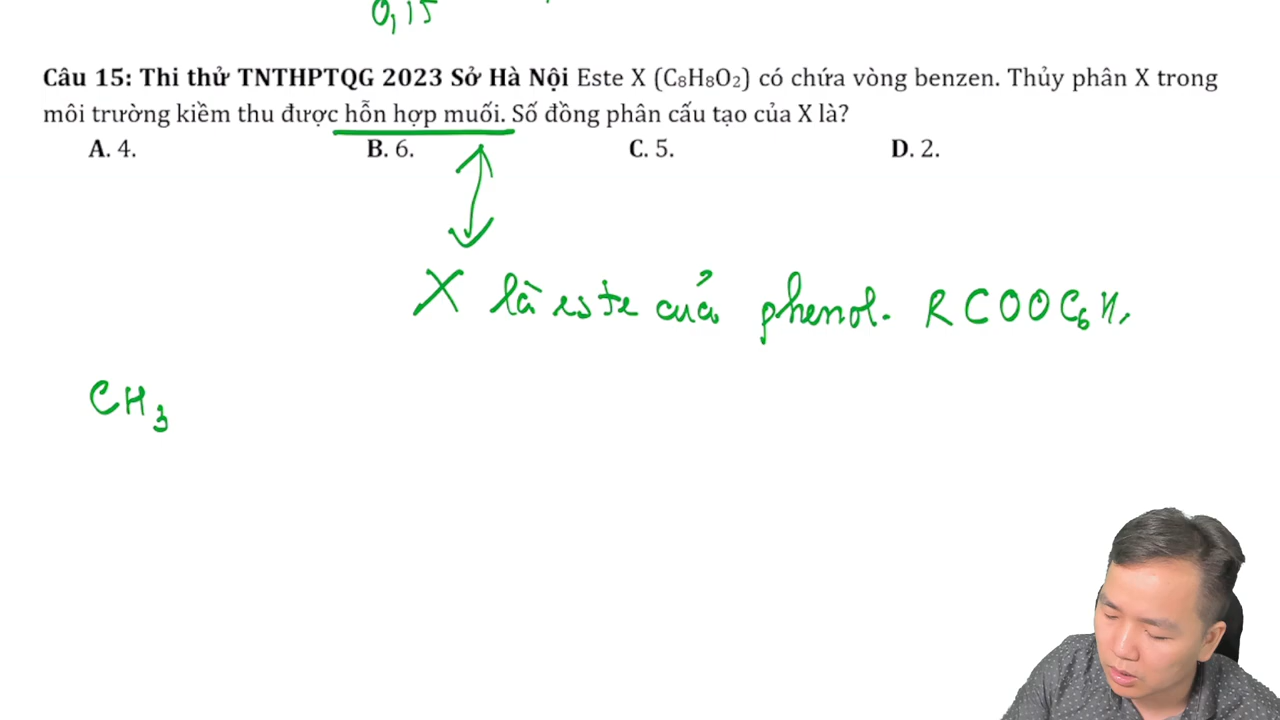 0,15
Câu 15: Thi thử TNTHPTQG 2023 Sở Hà Nội Este X (C₈H₈O₂) có chứa vòng benzen. Thủy phân X trong
môi trường kiềm thu được hỗn hợp muối. Số đồng phân cấu tạo của X là?
A. 4. B. 6. C. 5. D. 2.
X là este của phenol. RCOOC₆H
CH₃